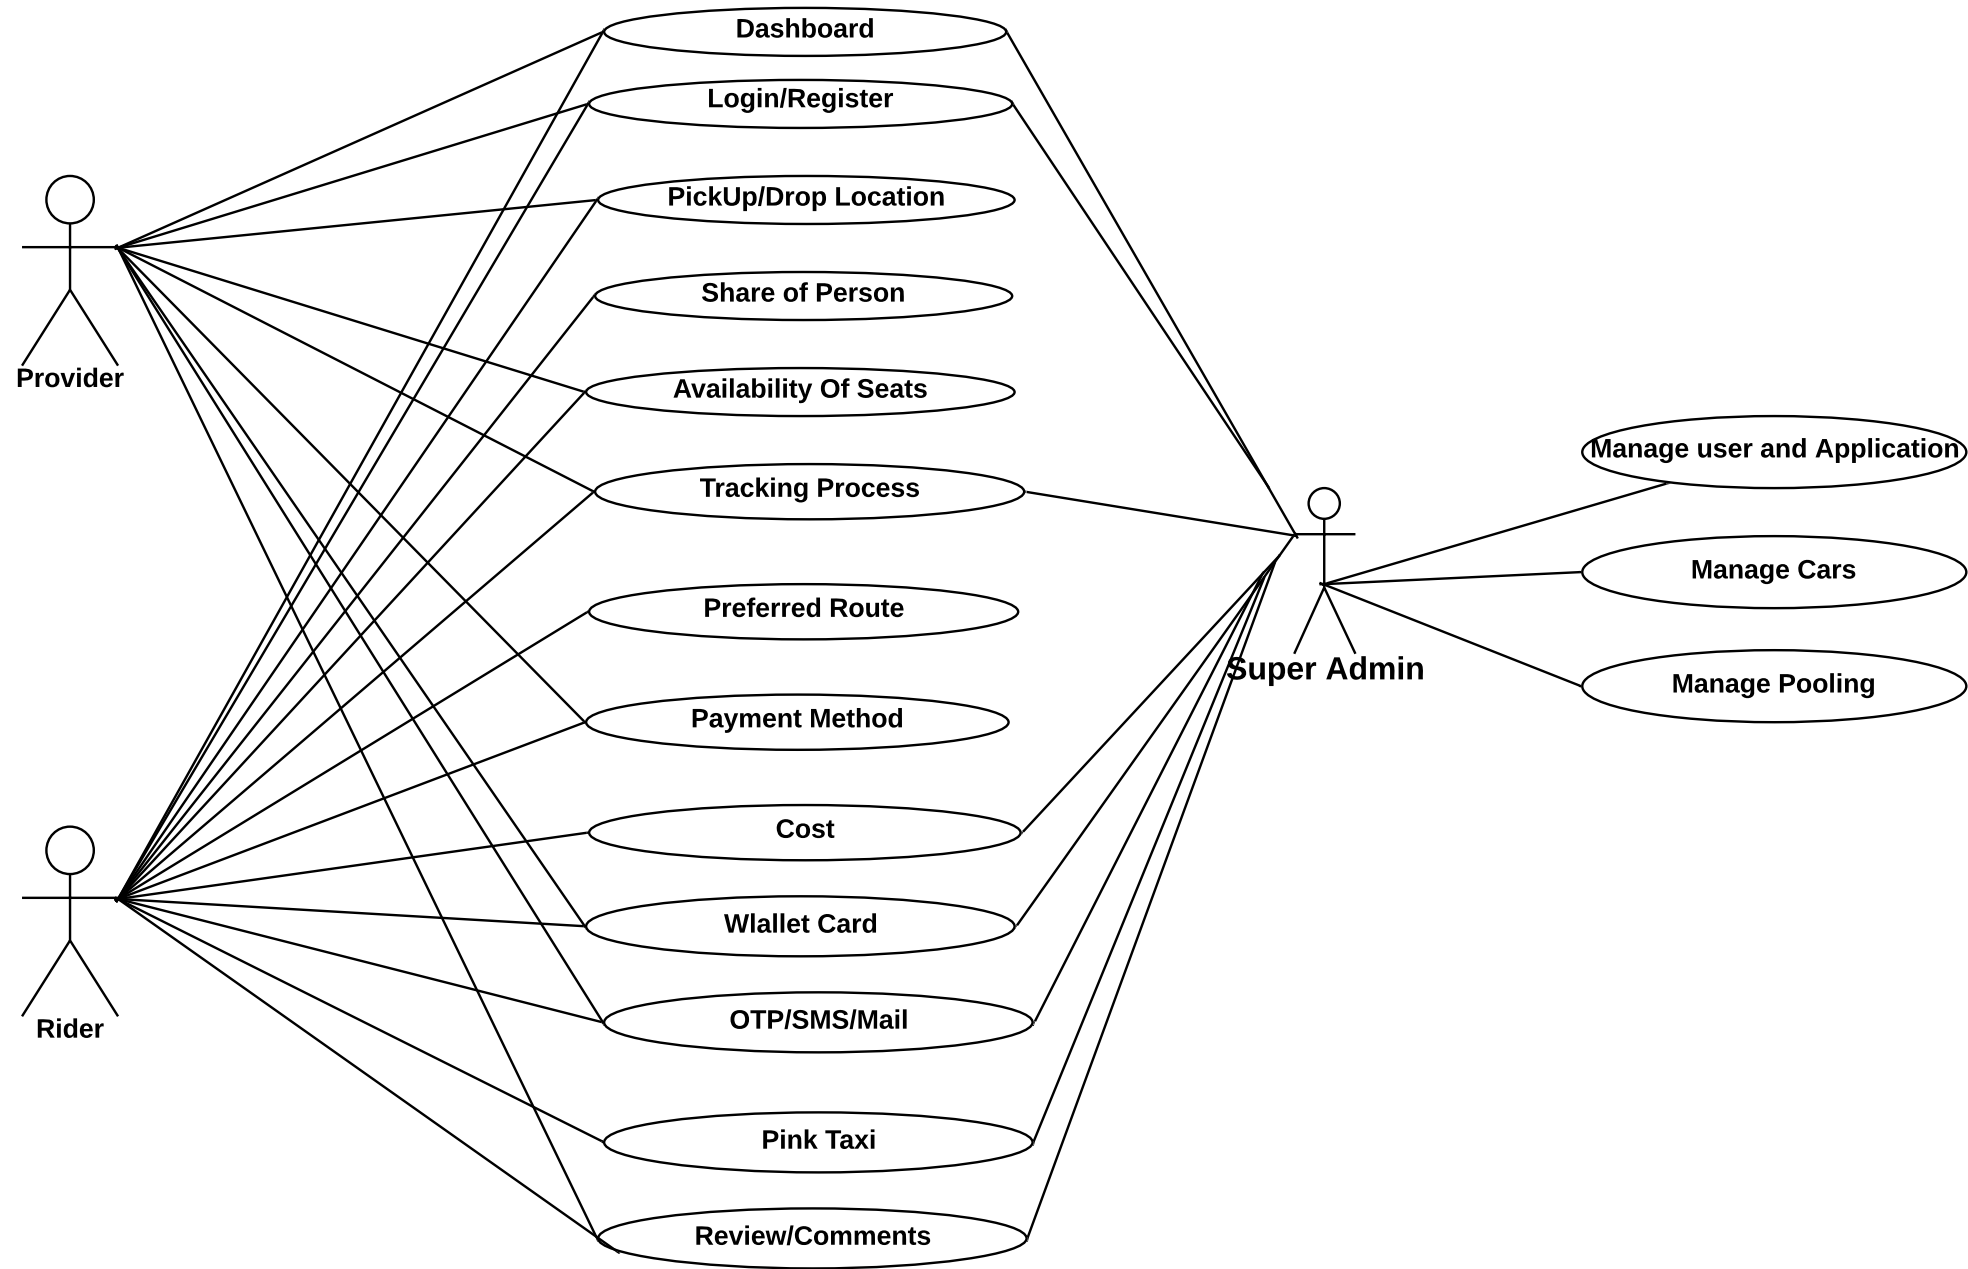 Dashboard
Login/Register
PickUp/Drop Location
Share of Person
Provider
Availability Of Seats
Tracking Process
Preferred Route
Payment Method
Cost
Wlallet Card
OTP/SMS/Mail
Rider
Pink Taxi
Review/Comments
Super Admin
Manage user and Application
Manage Cars
Manage Pooling